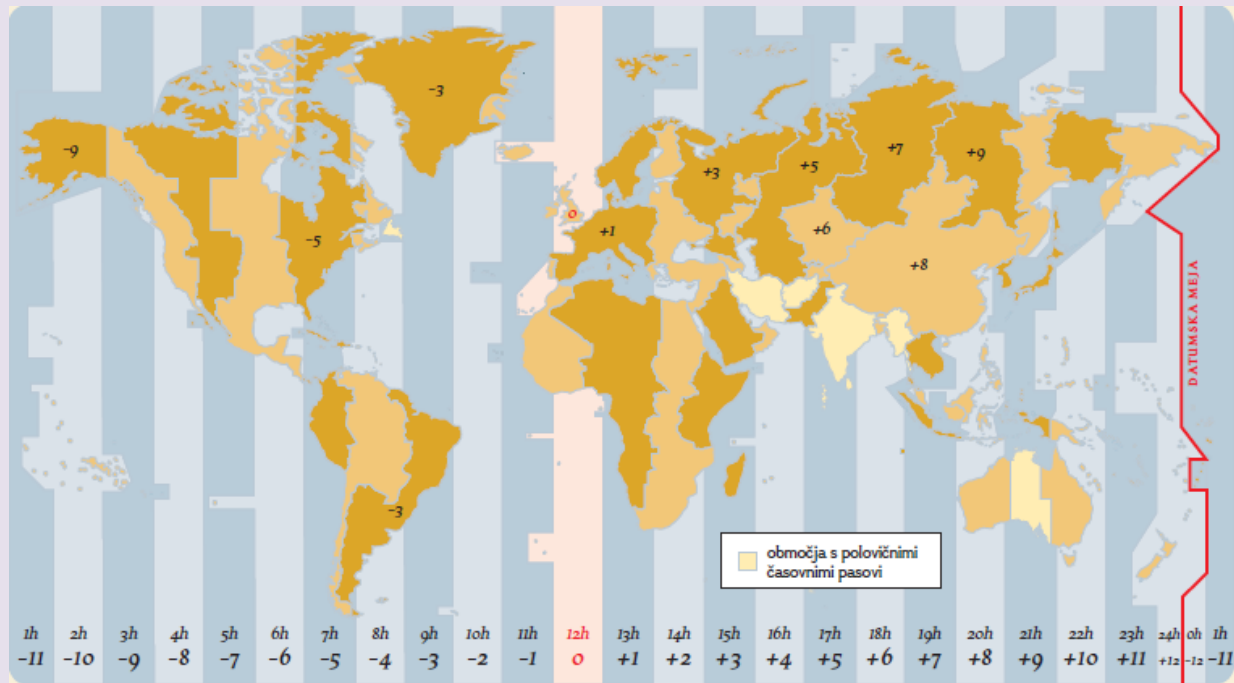 -3
-9
+7
+9
+3
+5
0
-5
+1
+6
+8
DATUMSKA MEJA
-3
območja s polovičnimi
časovnimi pasovi
1h 2h 3h 4h 5h 6h 7h 8h 9h 10h 11h 12h 13h 14h 15h 16h 17h 18h 19h 20h 21h 22h 23h 24h 0h 1h
-11 -10 -9 -8 -7 -6 -5 -4 -3 -2 -1 0 +1 +2 +3 +4 +5 +6 +7 +8 +9 +10 +11 +12 -12 -11